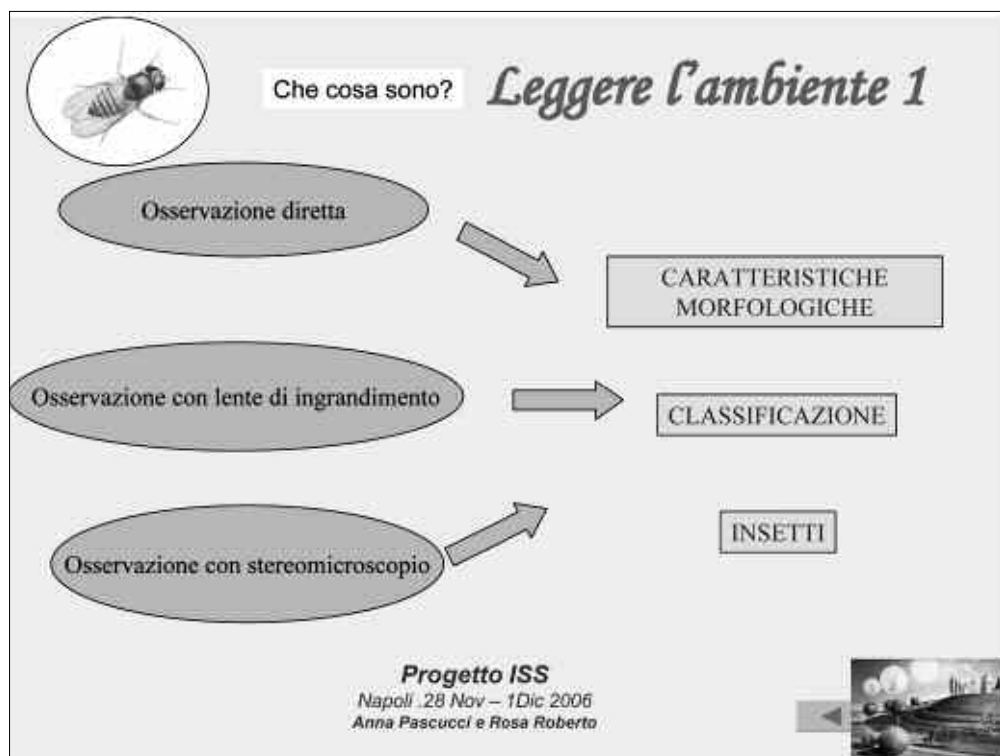 Che cosa sono?
Leggere l'ambiente 1
Osservazione diretta
CARATTERISTICHE
MORFOLOGICHE
Osservazione con lente di ingrandimento
CLASSIFICAZIONE
INSETTI
Osservazione con stereomicroscopio
Progetto ISS
Napoli .28 Nov – 1Dic 2006
Anna Pascucci e Rosa Roberto